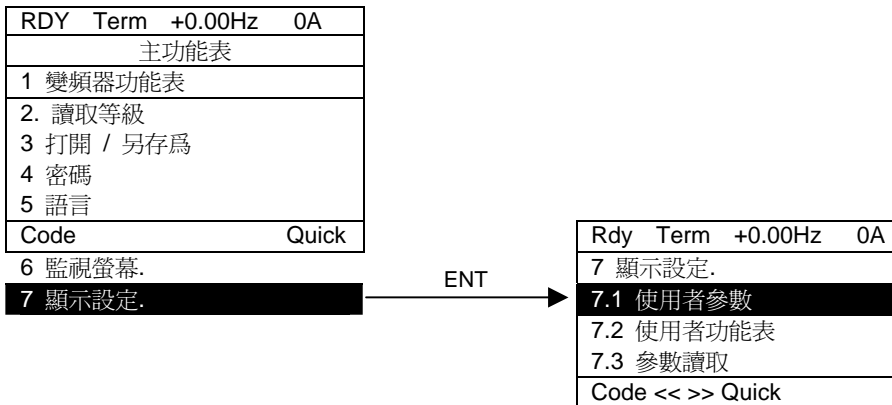 RDY Term +0.00Hz 0A
主功能表
1 變頻器功能表
2. 讀取等級
3 打開 / 另存爲
4 密碼
5 語言
Code Quick
6 監視螢幕.
7 顯示設定.
ENT
Rdy Term +0.00Hz 0A
7 顯示設定.
7.1 使用者參數
7.2 使用者功能表
7.3 參數讀取
Code << >> Quick